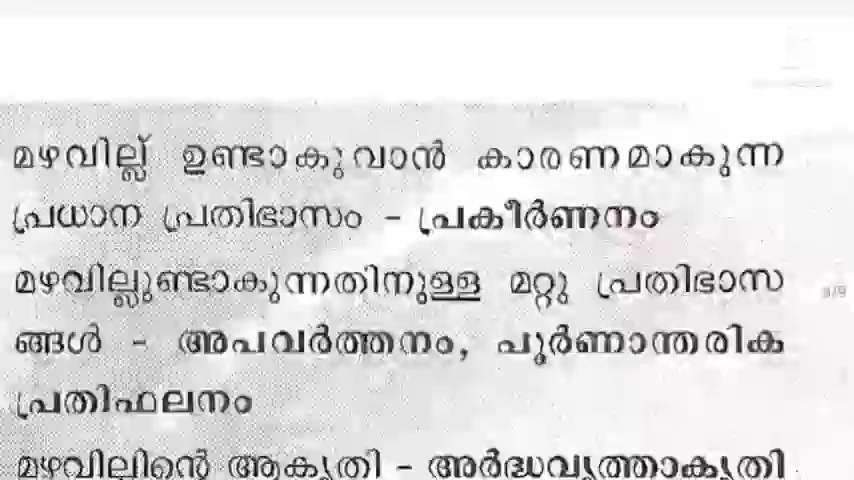 മഴവില്ല് ഉണ്ടാകുവാൻ കാരണമാകുന്ന
പ്രധാന പ്രതിഭാസം - പ്രകീർണനം
മഴവില്ലുണ്ടാകുന്നതിനുള്ള മറ്റു പ്രതിഭാസ
ങ്ങൾ - അപവർത്തനം, പൂർണാന്തരിക
പ്രതിഫലനം
മഴവില്ലിന്റെ ആകൃതി - അർദ്ധവൃത്താകൃതി